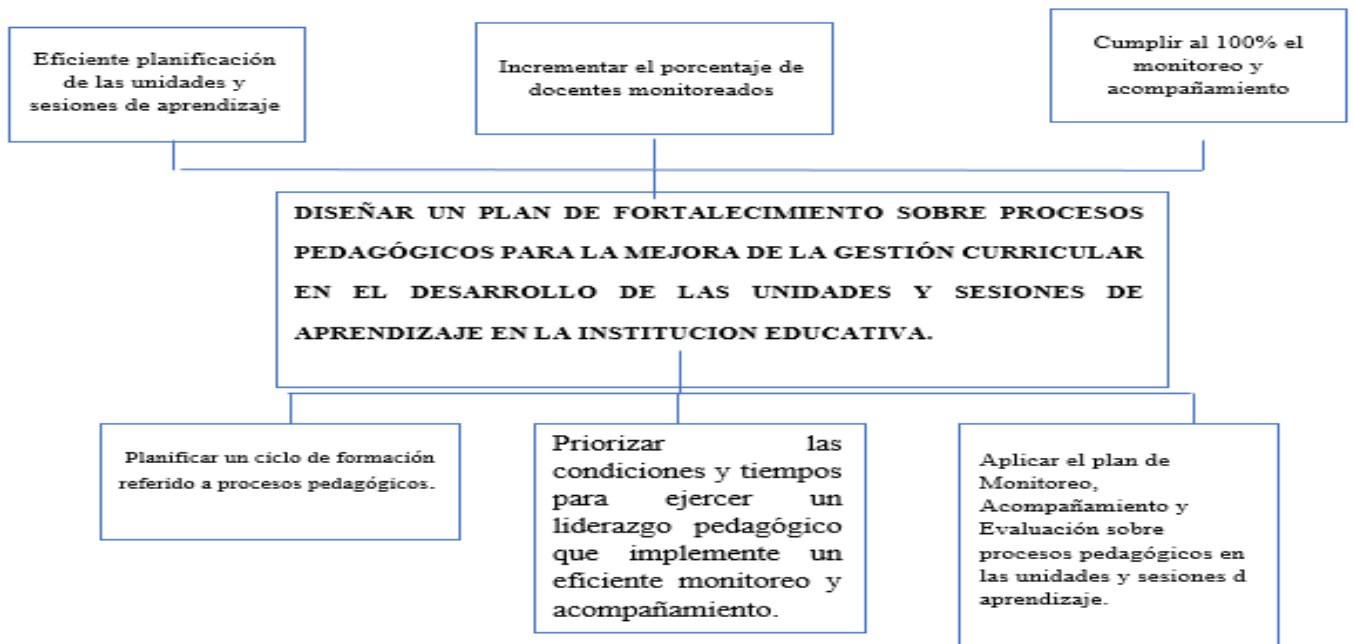 Eficiente planificación
de las unidades y
sesiones de aprendizaje
Incrementar el porcentaje de
docentes monitoreados
Cumplir al 100% el
monitoreo y
acompañamiento
DISEÑAR UN PLAN DE FORTALECIMIENTO SOBRE PROCESOS
PEDAGÓGICOS PARA LA MEJORA DE LA GESTIÓN CURRICULAR
EN EL DESARROLLO DE LAS UNIDADES Y SESIONES DE
APRENDIZAJE EN LA INSTITUCION EDUCATIVA.
Planificar un ciclo de formación
referido a procesos pedagógicos.
Priorizar las
condiciones y tiempos
para ejercer un
liderazgo pedagógico
que implemente un
eficiente monitoreo y
acompañamiento.
Aplicar el plan de
Monitoreo,
Acompañamiento y
Evaluación sobre
procesos pedagógicos en
las unidades y sesiones d
aprendizaje.